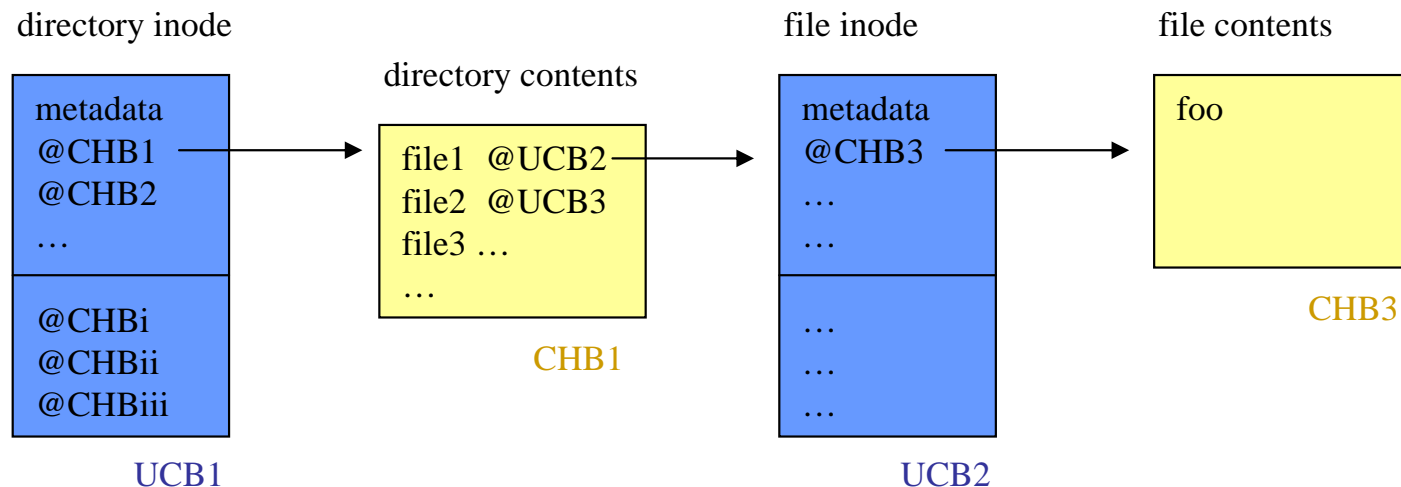 directory inode
metadata
@CHB1
@CHB2
…
@CHBi
@CHBii
@CHBiii
UCB1
directory contents
file1 @UCB2
file2 @UCB3
file3 …
…
CHB1
file inode
metadata
@CHB3
…
…
…
…
…
UCB2
file contents
foo
CHB3